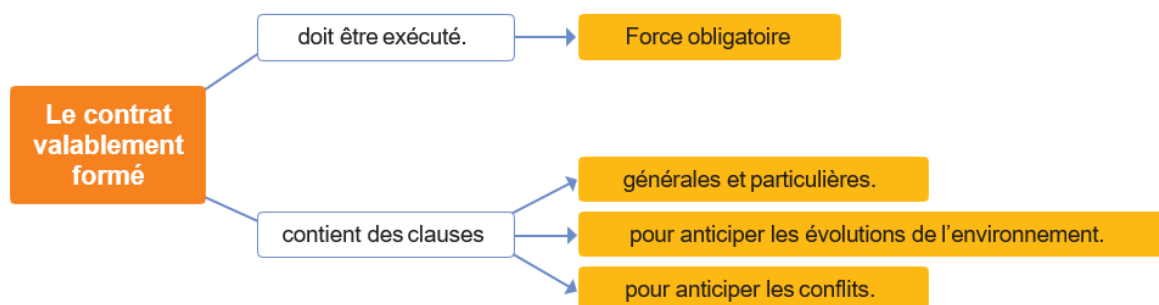 Le contrat
valablement
formé
doit être exécuté.
Force obligatoire
contient des clauses
générales et particulières.
pour anticiper les évolutions de l’environnement.
pour anticiper les conflits.